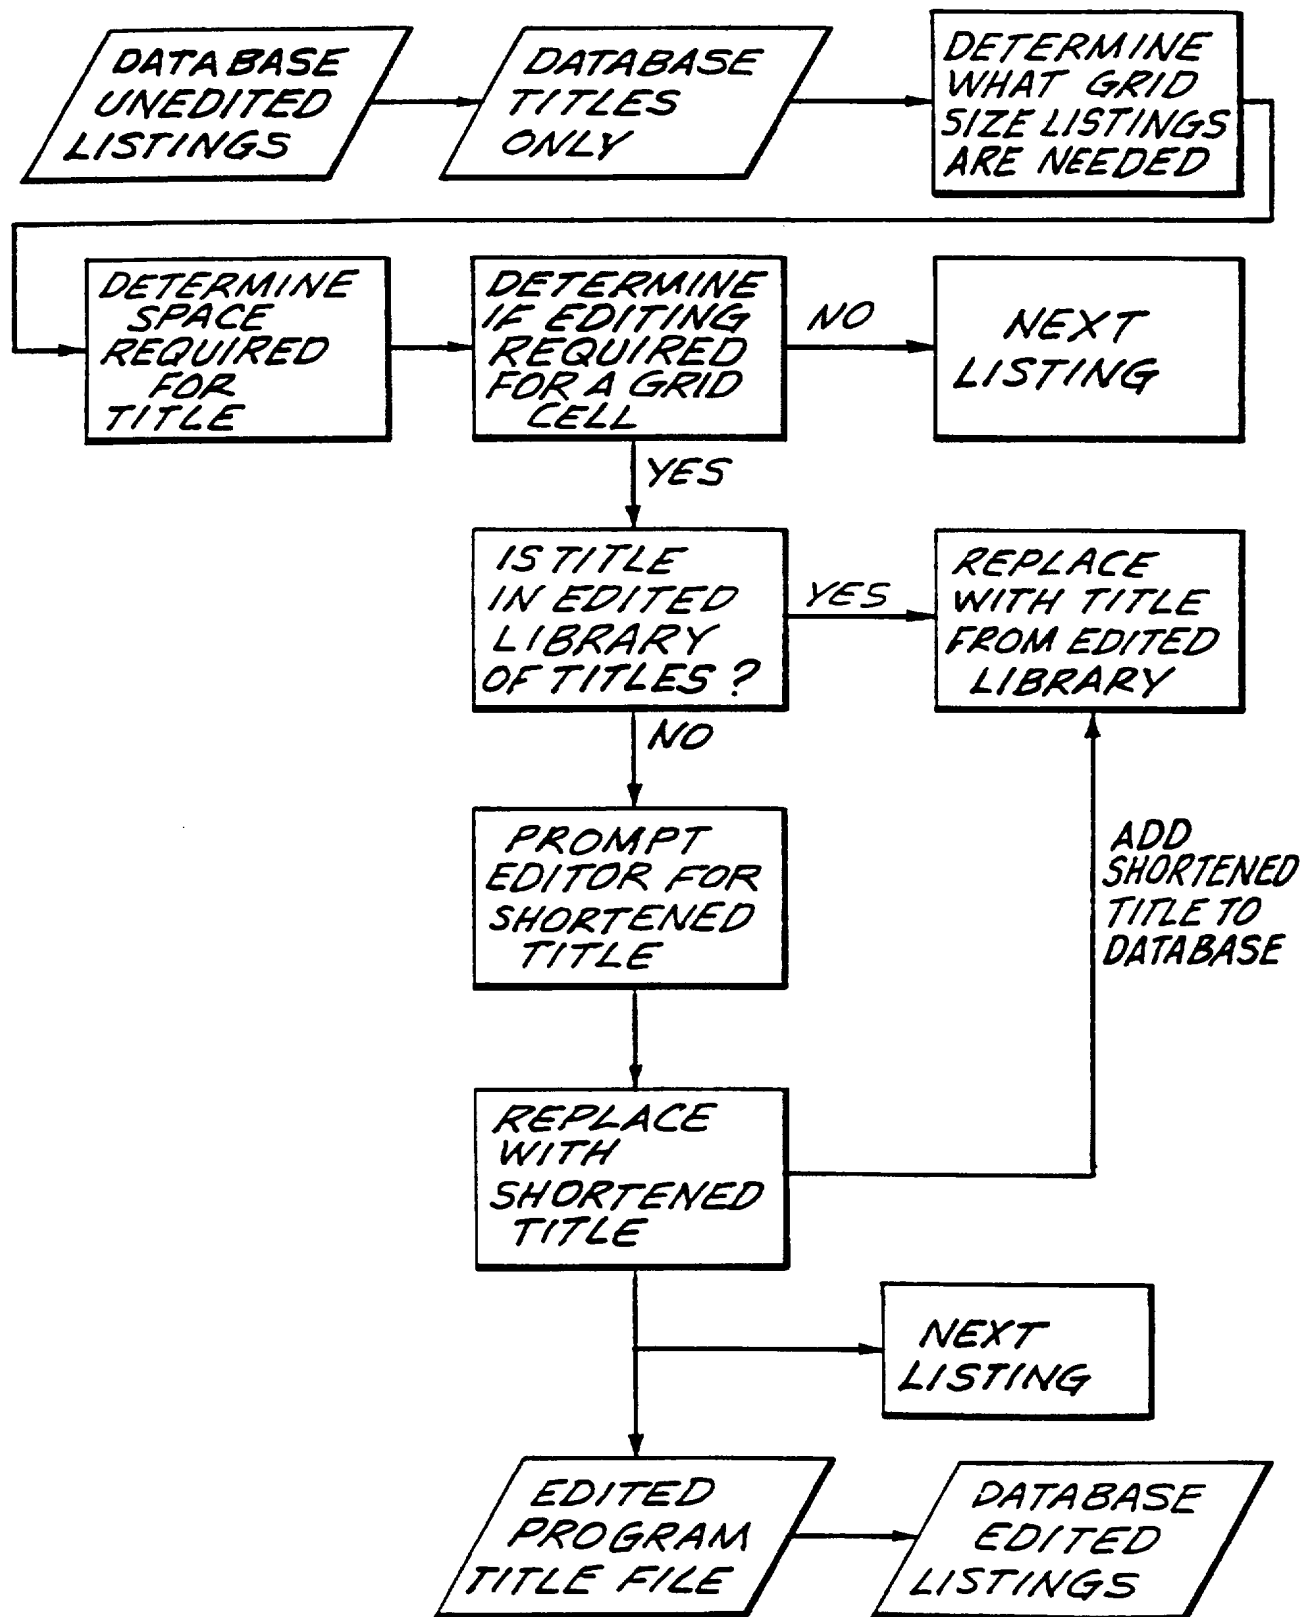 DATABASE
UNEDITED
LISTINGS
DATABASE
TITLES
ONLY
DETERMINE
WHAT GRID
SIZE LISTINGS
ARE NEEDED
DETERMINE
SPACE
REQUIRED
FOR
TITLE
DETERMINE
IF EDITING
REQUIRED
FOR A GRID
CELL
NO
NEXT
LISTING
YES
IS TITLE
IN EDITED
LIBRARY
OF TITLES?
YES
REPLACE
WITH TITLE
FROM EDITED
LIBRARY
NO
PROMPT
EDITOR FOR
SHORTENED
TITLE
ADD
SHORTENED
TITLE TO
DATABASE
REPLACE
WITH
SHORTENED
TITLE
NEXT
LISTING
EDITED
PROGRAM
TITLE FILE
DATABASE
EDITED
LISTINGS